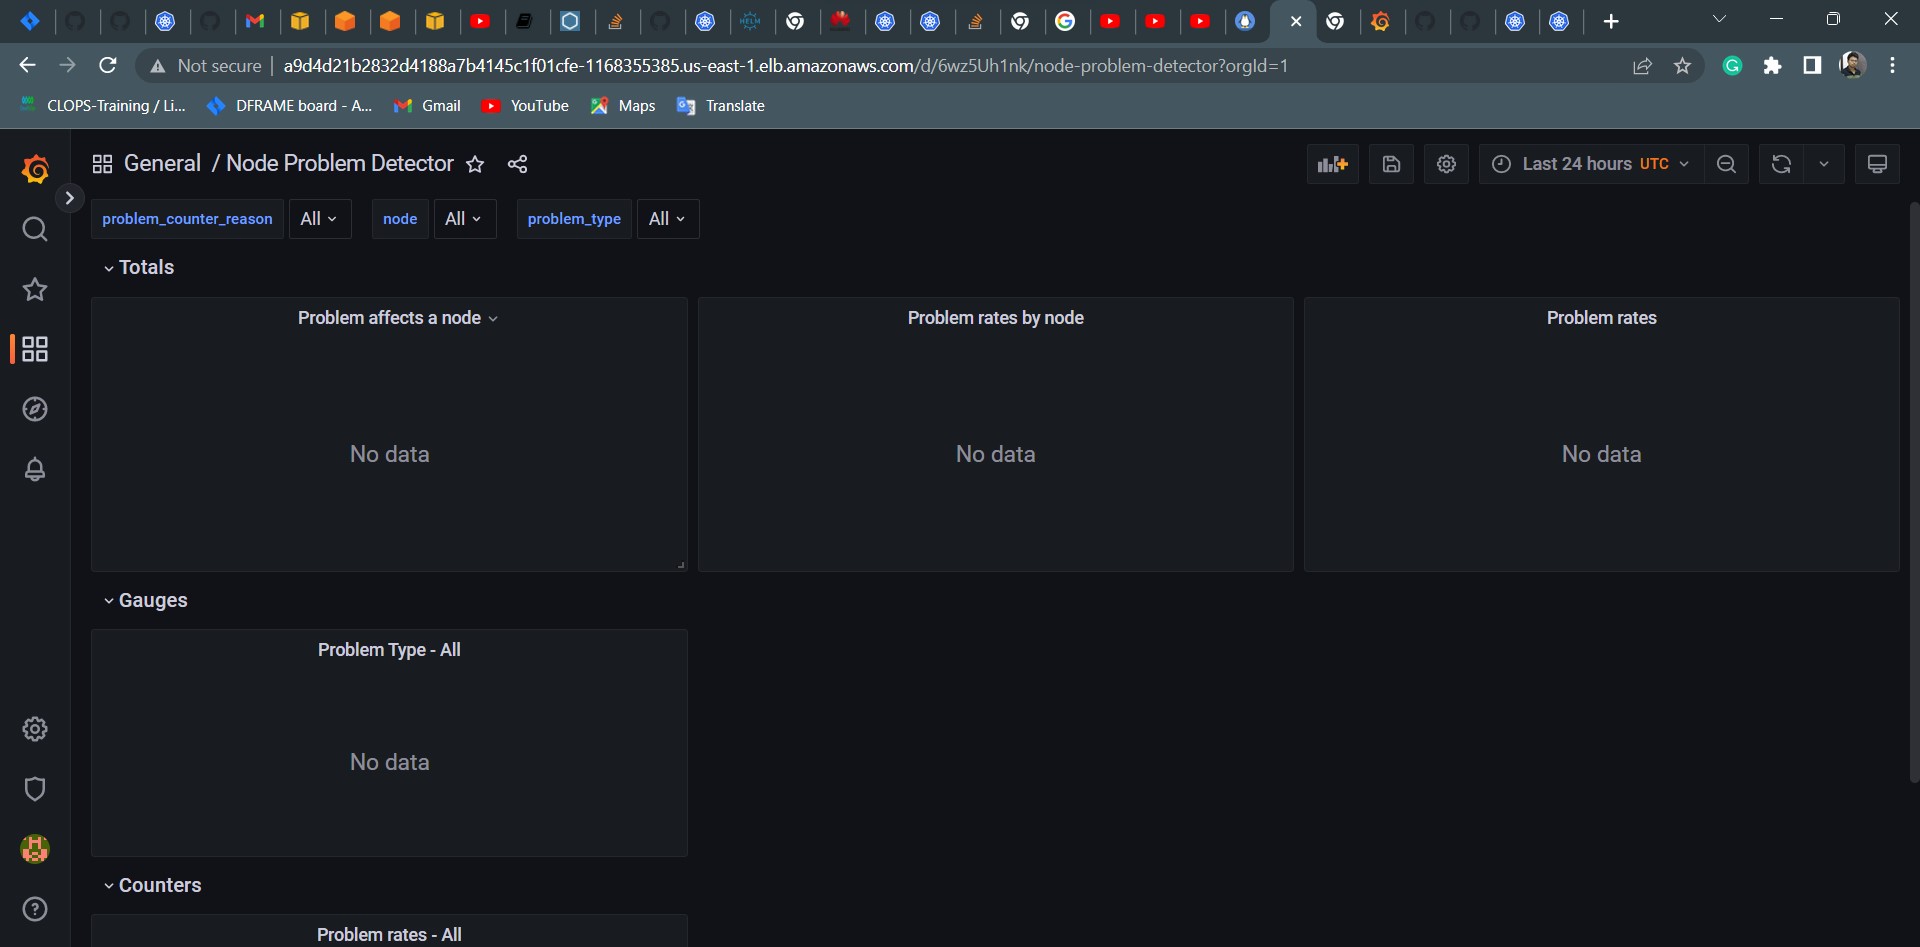 Not secure a9d4d21b2832d4188a7b4145c1f01cfe-1168355385.us-east-1.elb.amazonaws.com/d/6wz5Uh1nk/node-problem-detector?orgId=1
CLOPS-Training / Li... DFRAME board - A... Gmail YouTube Maps Translate
General / Node Problem Detector Last 24 hours UTC
problem_counter_reason All node All problem_type All
Totals
Problem affects a node Problem rates by node Problem rates
No data No data No data
Gauges
Problem Type - All
No data
Counters
Problem rates - All